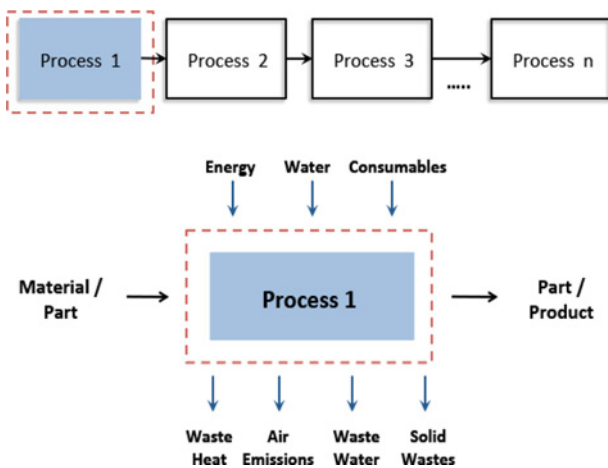 Process 1 Process 2 Process 3 ..... Process n
Energy Water Consumables
Material / Part
Process 1
Part / Product
Waste Heat
Air Emissions
Waste Water
Solid Wastes